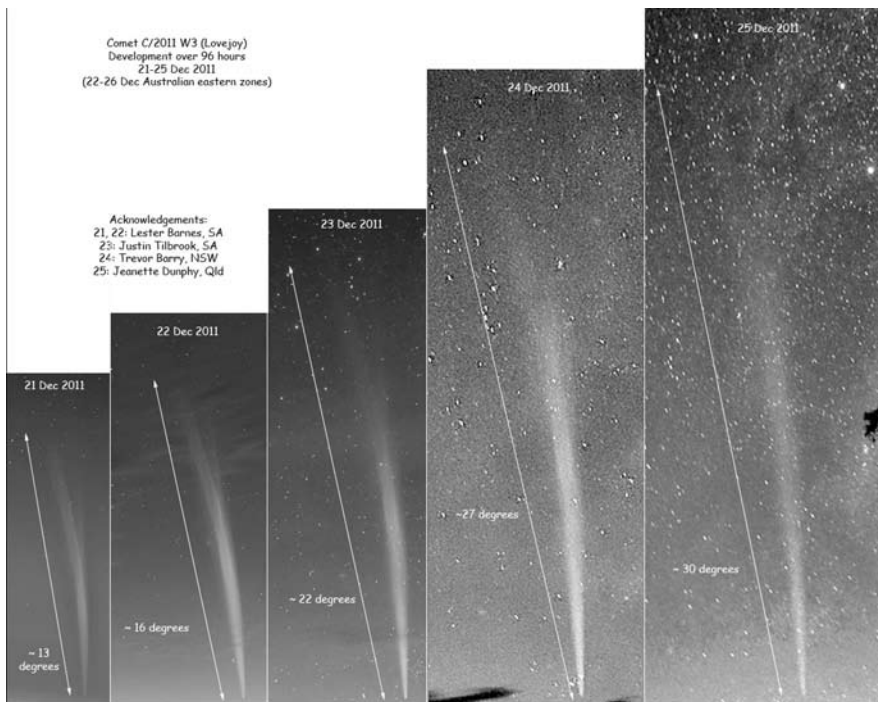 Comet C/2011 W3 (Lovejoy)
Development over 96 hours
21-25 Dec 2011
(22-26 Dec Australian eastern zones)
Acknowledgements:
21, 22: Lester Barnes, SA
23: Justin Tilbrook, SA
24: Trevor Barry, NSW
25: Jeanette Dunphy, Qld
21 Dec 2011
~ 13
degrees
22 Dec 2011
~ 16 degrees
23 Dec 2011
~ 22 degrees
24 Dec 2011
~27 degrees
25 Dec 2011
~ 30 degrees